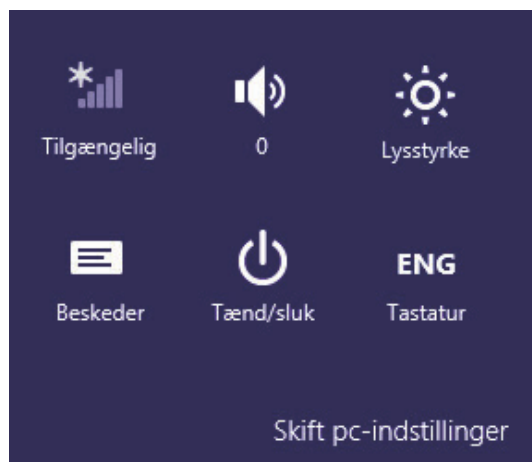 Tilgængelig
0
Lysstyrke
Beskeder
Tænd/sluk
ENG
Tastatur
Skift pc-indstillinger